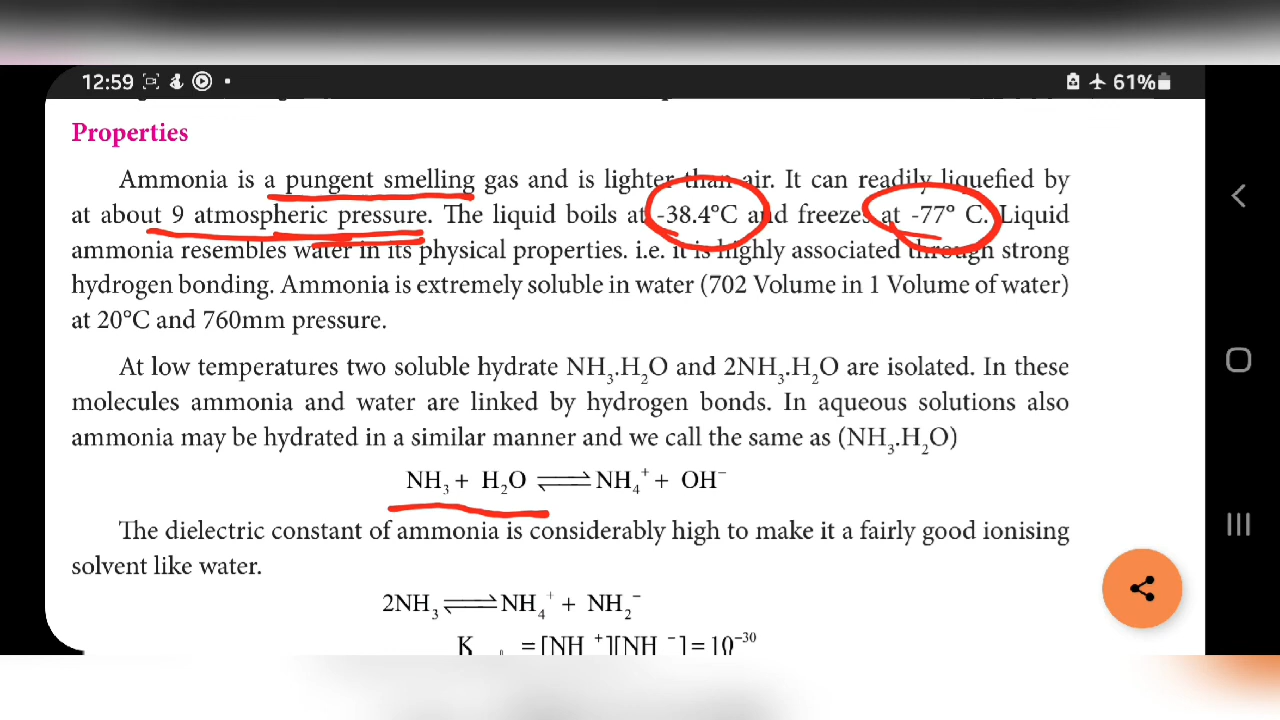 12:59
61%
Properties
Ammonia is a pungent smelling gas and is lighter than air. It can readily liquefied by
at about 9 atmospheric pressure. The liquid boils at -38.4°C and freezes at -77° C. Liquid
ammonia resembles water in its physical properties. i.e. it is highly associated through strong
hydrogen bonding. Ammonia is extremely soluble in water (702 Volume in 1 Volume of water)
at 20°C and 760mm pressure.
At low temperatures two soluble hydrate NH₃.H₂O and 2NH₃.H₂O are isolated. In these
molecules ammonia and water are linked by hydrogen bonds. In aqueous solutions also
ammonia may be hydrated in a similar manner and we call the same as (NH₃.H₂O)
NH₃ + H₂O ⇌ NH₄⁺ + OH⁻
The dielectric constant of ammonia is considerably high to make it a fairly good ionising
solvent like water.
2NH₃ ⇌ NH₄⁺ + NH₂⁻
K = [NH ⁺][NH ⁻] = 10⁻³⁰